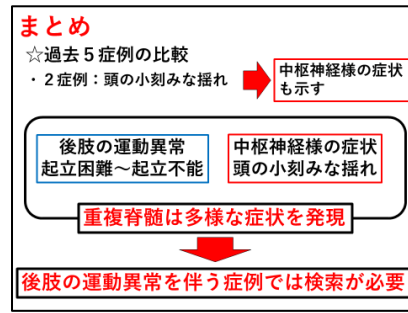 まとめ
☆過去5症例の比較
・2症例：頭の小刻みな揺れ
中枢神経様の症状
も示す
後肢の運動異常
起立困難～起立不能
中枢神経様の症状
頭の小刻みな揺れ
重複脊髄は多様な症状を発現
後肢の運動異常を伴う症例では検索が必要